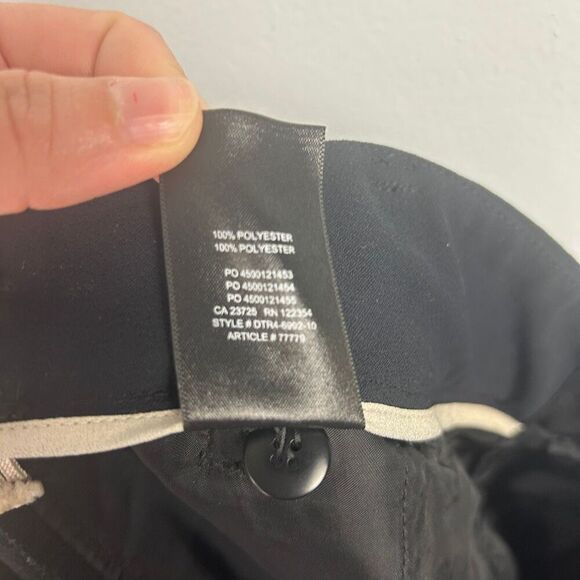 100% POLYESTER
100% POLYESTER
PO 4500121453
PO 4500121454
PO 4500121455
CA 23725 RN 122354
STYLE # DTR4-6992-10
ARTICLE # 77779